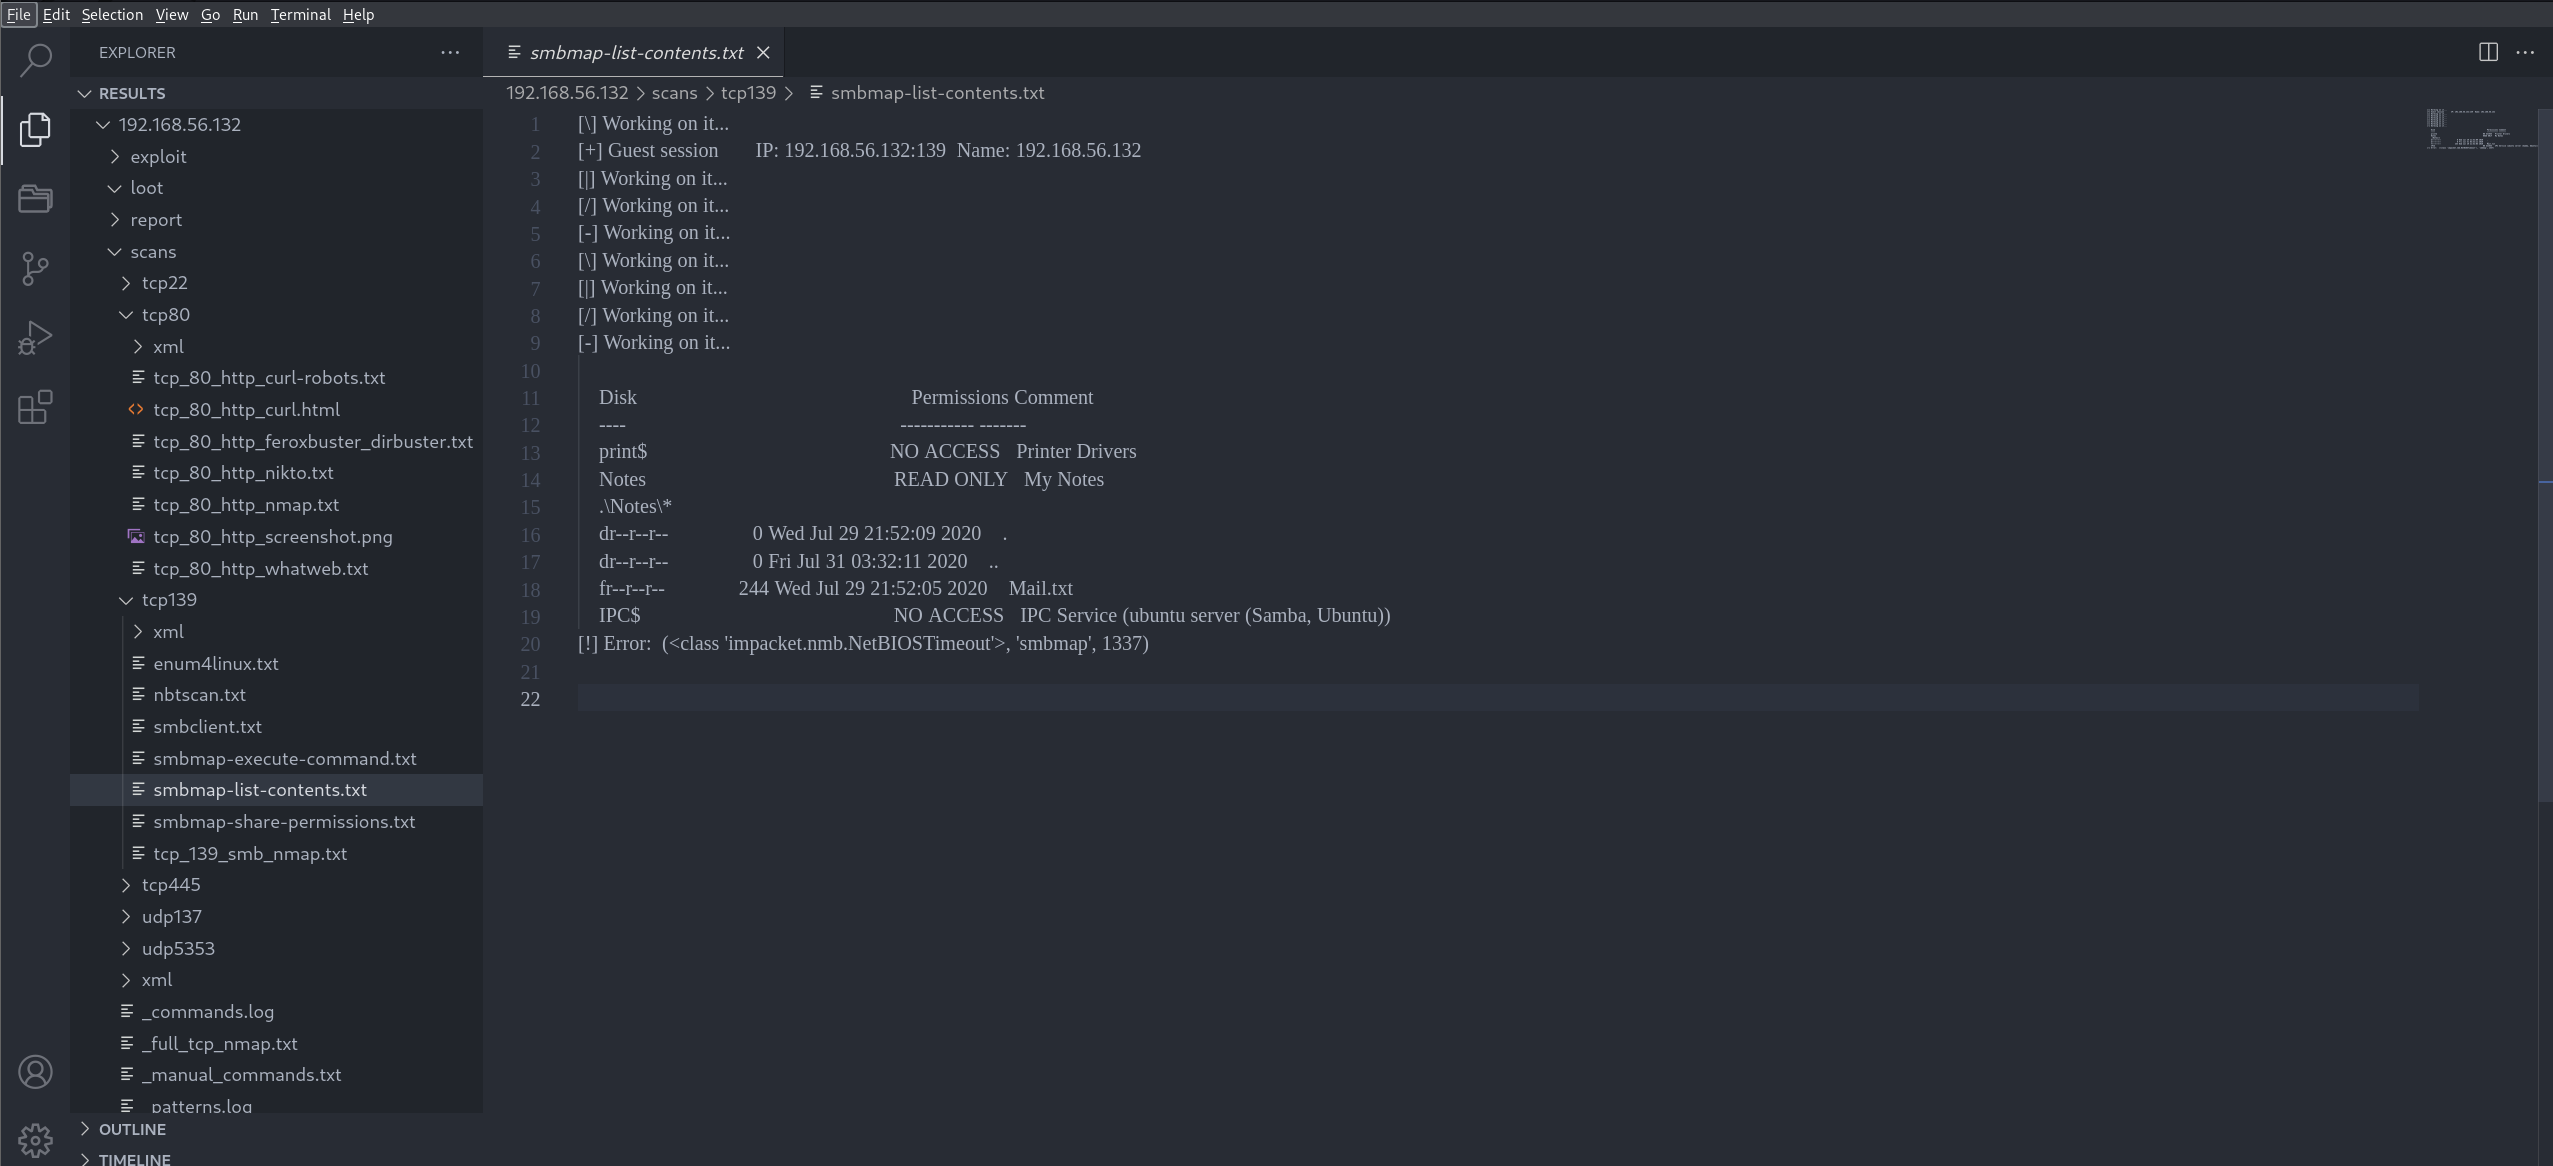 File Edit Selection View Go Run Terminal Help
EXPLORER
RESULTS
192.168.56.132
exploit
loot
report
scans
tcp22
tcp80
xml
tcp_80_http_curl-robots.txt
tcp_80_http_curl.html
tcp_80_http_feroxbuster_dirbuster.txt
tcp_80_http_nikto.txt
tcp_80_http_nmap.txt
tcp_80_http_screenshot.png
tcp_80_http_whatweb.txt
tcp139
xml
enum4linux.txt
nbtscan.txt
smbclient.txt
smbmap-execute-command.txt
smbmap-list-contents.txt
smbmap-share-permissions.txt
tcp_139_smb_nmap.txt
tcp445
udp137
udp5353
xml
_commands.log
_full_tcp_nmap.txt
_manual_commands.txt
_patterns.log
OUTLINE
TIMELINE
smbmap-list-contents.txt
192.168.56.132 > scans > tcp139 > smbmap-list-contents.txt
1 [\] Working on it...
2 [+] Guest session IP: 192.168.56.132:139 Name: 192.168.56.132
3 [|] Working on it...
4 [/] Working on it...
5 [-] Working on it...
6 [\] Working on it...
7 [|] Working on it...
8 [/] Working on it...
9 [-] Working on it...
10
11 Disk Permissions Comment
12 ---- ----------- -------
13 print$ NO ACCESS Printer Drivers
14 Notes READ ONLY My Notes
15 .\Notes\*
16 dr--r--r-- 0 Wed Jul 29 21:52:09 2020 .
17 dr--r--r-- 0 Fri Jul 31 03:32:11 2020 ..
18 fr--r--r-- 244 Wed Jul 29 21:52:05 2020 Mail.txt
19 IPC$ NO ACCESS IPC Service (ubuntu server (Samba, Ubuntu))
20 [!] Error: (<class 'impacket.nmb.NetBIOSTimeout'>, 'smbmap', 1337)
21
22